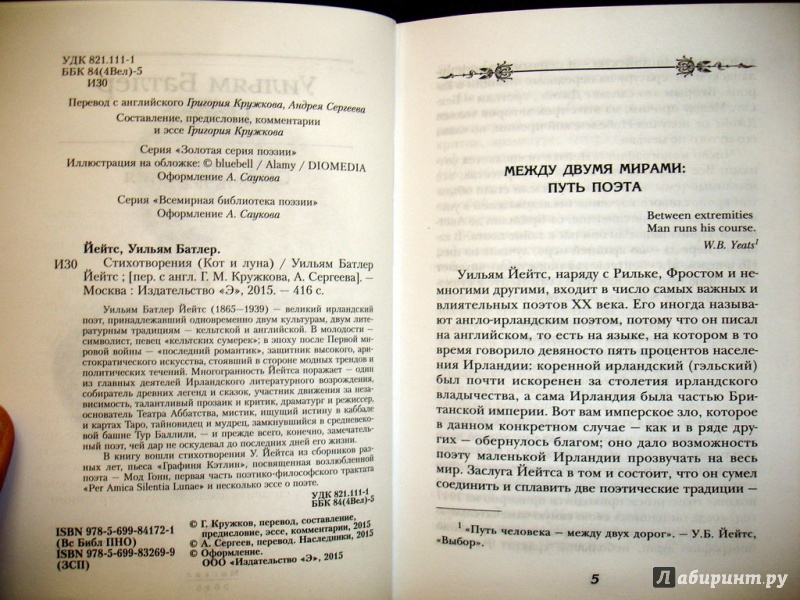 УДК 821.111-1
ББК 84(4Вел)-5
И30
Перевод с английского Григория Кружкова, Андрея Сергеева
Составление, предисловие, комментарии
и эссе Григория Кружкова
Серия «Золотая серия поэзии»
Иллюстрация на обложке: © bluebell / Alamy / DIOMEDIA
Оформление А. Саукова
Серия «Всемирная библиотека поэзии»
Оформление А. Саукова
Йейтс, Уильям Батлер.
И30 Стихотворения (Кот и луна) / Уильям Батлер
Йейтс ; [пер. с англ. Г. М. Кружкова, А. Сергеева]. –
Москва : Издательство «Э», 2015. – 416 с.
Уильям Батлер Йейтс (1865–1939) – великий ирландский
поэт, принадлежавший одновременно двум культурам, двум ли-
тературным традициям – кельтской и английской. В молодости –
символист, певец «кельтских сумерек»; в эпоху после Первой
мировой войны – «последний романтик», защитник высокого, ари-
стократического искусства, стоявший в стороне модных трендов и
политических течений. Многогранность Йейтса поражает – один
из главных деятелей Ирландского литературного возрождения,
собиратель древних легенд и сказок, участник движения за неза-
висимость, талантливый прозаик и критик, драматург и режиссер,
основатель Театра Аббатства, мистик, ищущий истину в каббале
и картах Таро, тайновидец и мудрец, замкнувшийся в средневеко-
вой башне Тур Баллили, – и прежде всего, конечно, замечатель-
ный поэт, чей дар не оскудевал до последних дней его жизни.
В книгу вошли стихотворения У. Йейтса из сборников раз-
ных лет, пьеса «Графиня Кэтлин», посвященная возлюбленной
поэта – Мод Гонн, первая часть поэтико-философского трактата
«Per Amica Silentia Lunae» и несколько эссе о поэте.
УДК 821.111-1
ББК 84(4Вел)-5
© Г. Кружков, перевод, составление,
предисловие, эссе, комментарии, 2015
© А. Сергеев, перевод. Наследники, 2015
© Оформление.
ООО «Издательство «Э», 2015
ISBN 978-5-699-84172-1
(Вс Библ ПНО)
ISBN 978-5-699-83269-9
(ЗСП)
МЕЖДУ ДВУМЯ МИРАМИ:
ПУТЬ ПОЭТА
Between extremities
Man runs his course.
W.B. Yeats¹
Уильям Йейтс, наряду с Рильке, Фростом и не-
многими другими, входит в число самых важных и
влиятельных поэтов XX века. Его иногда называ-
ют англо-ирландским поэтом, потому что он писал
на английском, то есть на языке, на котором в то
время говорило девяносто пять процентов населе-
ния Ирландии: коренной ирландский (гэльский)
был почти искоренен за столетия ирландского
владычества, а сама Ирландия была частью Бри-
танской империи. Вот вам имперское зло, которое
в данном конкретном случае – как и в ряде дру-
гих – обернулось благом; оно дало возможность
поэту маленькой Ирландии прозвучать на весь
мир. Заслуга Йейтса в том и состоит, что он сумел
соединить и сплавить две поэтические традиции –
¹ «Путь человека – между двух дорог». – У.Б. Йейтс,
«Выбор».
5
Лабиринт.ру